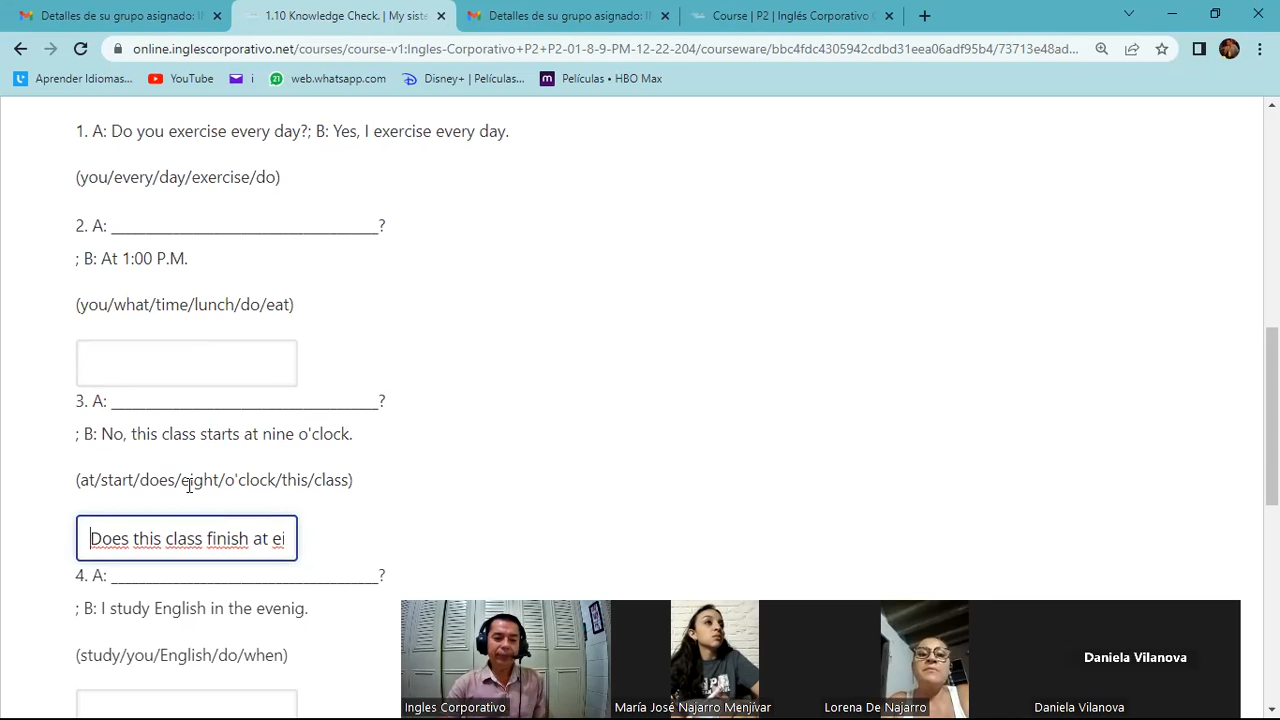 Detalles de su grupo asignado: I
1.10 Knowledge Check. | My siste
Detalles de su grupo asignado: I
Course | P2 | Inglés Corporativo
online.inglescorporativo.net/courses/course-v1:Ingles-Corporativo+P2+P2-01-8-9-PM-12-22-204/courseware/bbc4fdc4305942cdbd31eea06adf95b4/73713e48ad...
Aprender Idiomas...
YouTube
i
web.whatsapp.com
Disney+ | Películas...
Películas • HBO Max
1. A: Do you exercise every day?; B: Yes, I exercise every day.
(you/every/day/exercise/do)
2. A: ________________________________?
; B: At 1:00 P.M.
(you/what/time/lunch/do/eat)
3. A: ________________________________?
; B: No, this class starts at nine o'clock.
(at/start/does/eight/o'clock/this/class)
Does this class finish at ei
4. A: ________________________________?
; B: I study English in the evenig.
(study/you/English/do/when)
Daniela Vilanova
Ingles Corporativo
María José Najarro Menjivar
Lorena De Najarro
Daniela Vilanova